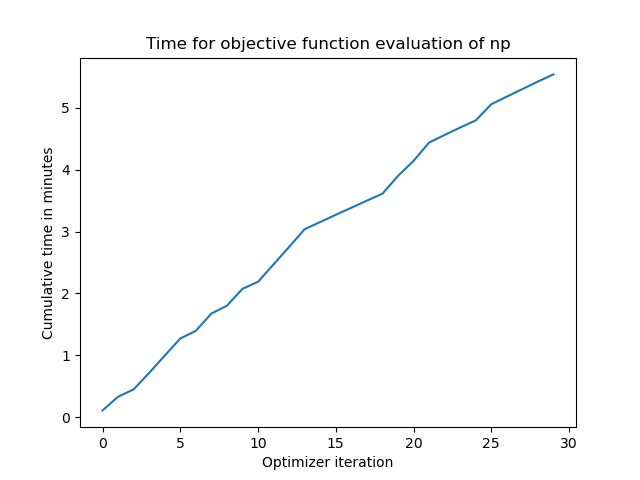 Time for objective function evaluation of np
Cumulative time in minutes
5
4
3
2
1
0
0 5 10 15 20 25 30
Optimizer iteration